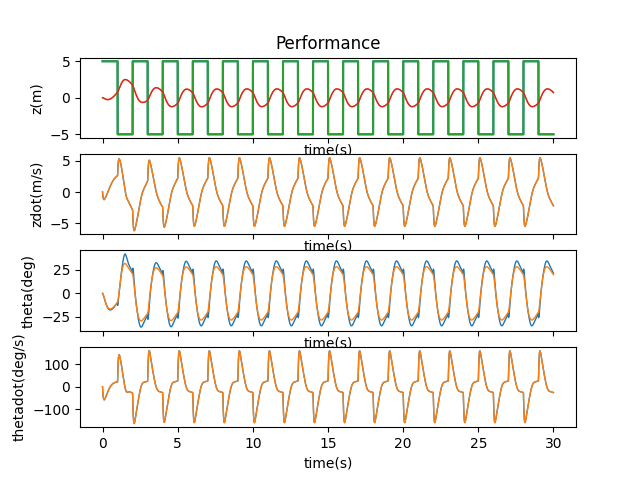 Performance
z(m)
5
0
−5
time(s)
zdot(m/s)
5
0
−5
time(s)
theta(deg)
25
0
−25
time(s)
thetadot(deg/s)
100
0
−100
0 5 10 15 20 25 30
time(s)